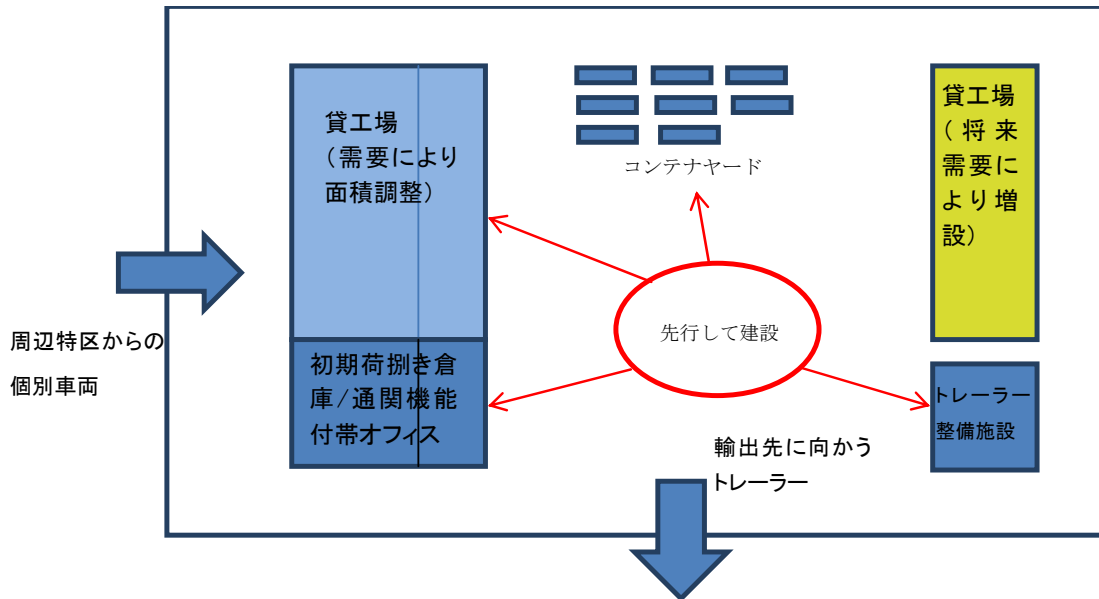 貸工場
（需要により
面積調整）
コンテナヤード
貸工場
（将来
需要に
より増
設）
先行して建設
周辺特区からの
個別車両
初期荷捌き倉
庫/通関機能
付帯オフィス
トレーラー
整備施設
輸出先に向かう
トレーラー